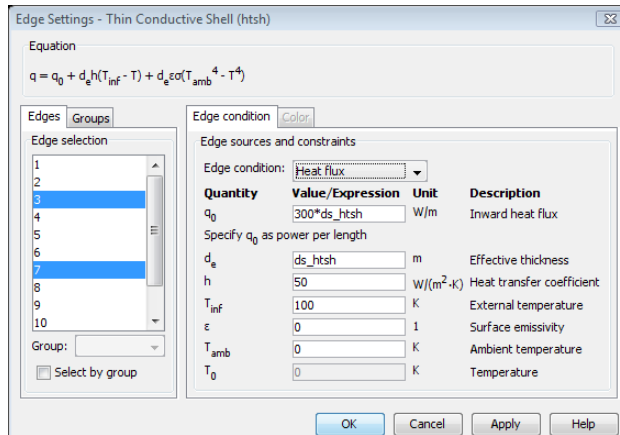 Edge Settings - Thin Conductive Shell (htsh)
Equation
q = q₀ + dₑh(T_inf - T) + dₑεσ(T_amb⁴ - T⁴)
Edges Groups
Edge selection
1
2
3
4
5
6
7
8
9
10
Group:
Select by group
Edge condition Color
Edge sources and constraints
Edge condition: Heat flux
Quantity Value/Expression Unit Description
q₀ 300*ds_htsh W/m Inward heat flux
Specify q₀ as power per length
dₑ ds_htsh m Effective thickness
h 50 W/(m²·K) Heat transfer coefficient
T_inf 100 K External temperature
ε 0 1 Surface emissivity
T_amb 0 K Ambient temperature
T₀ 0 K Temperature
OK Cancel Apply Help